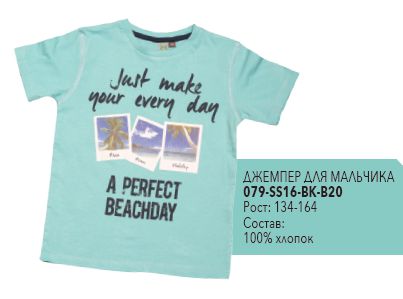 Just make
your every day
A PERFECT
BEACHDAY
ДЖЕМПЕР ДЛЯ МАЛЬЧИКА
079-SS16-BK-B20
Рост: 134-164
Состав:
100% хлопок